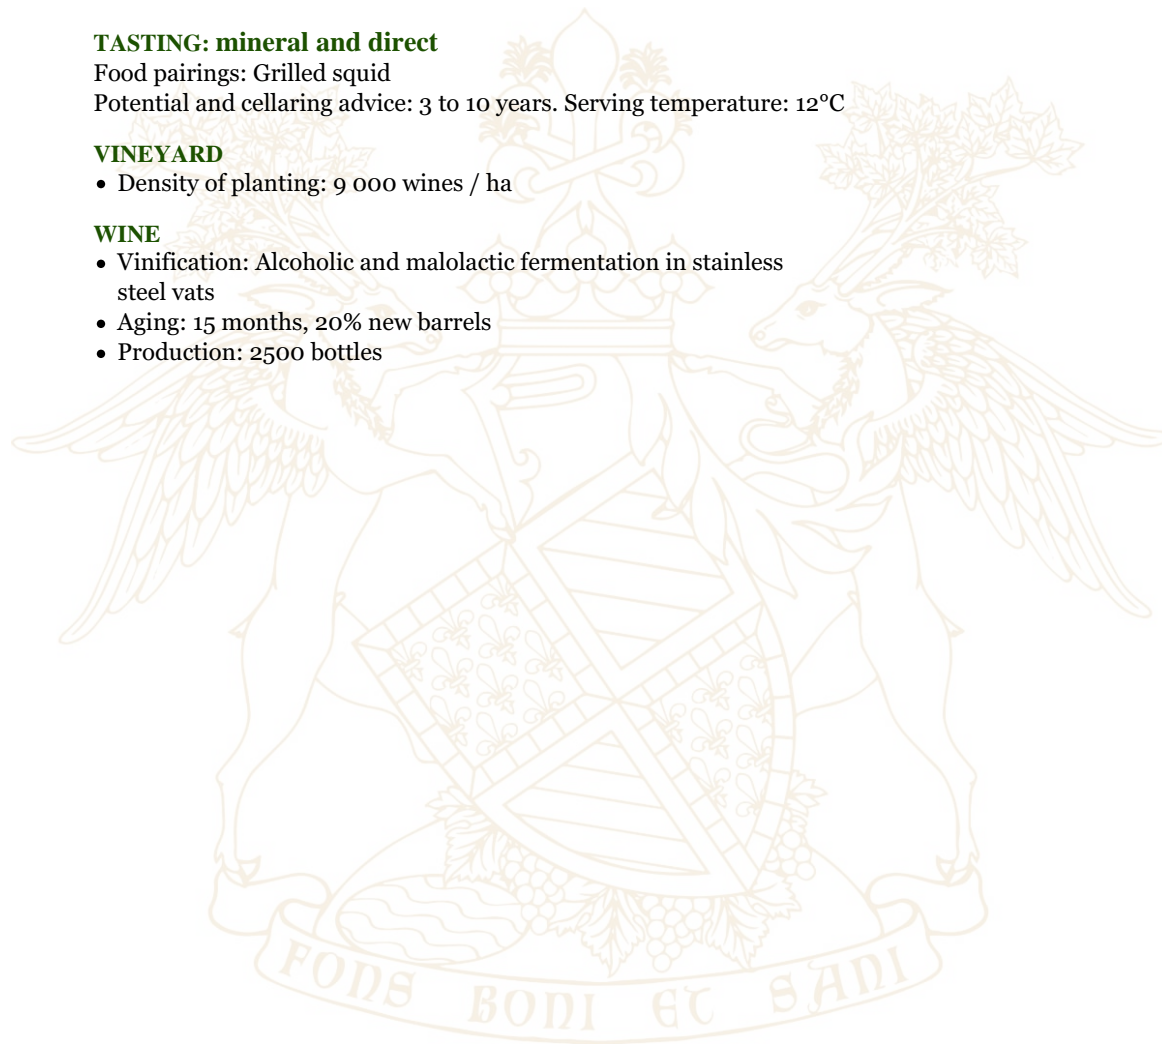 TASTING: mineral and direct
Food pairings: Grilled squid
Potential and cellaring advice: 3 to 10 years. Serving temperature: 12°C
VINEYARD
• Density of planting: 9 000 wines / ha
WINE
• Vinification: Alcoholic and malolactic fermentation in stainless
steel vats
• Aging: 15 months, 20% new barrels
• Production: 2500 bottles
FONS BONI ET SANI